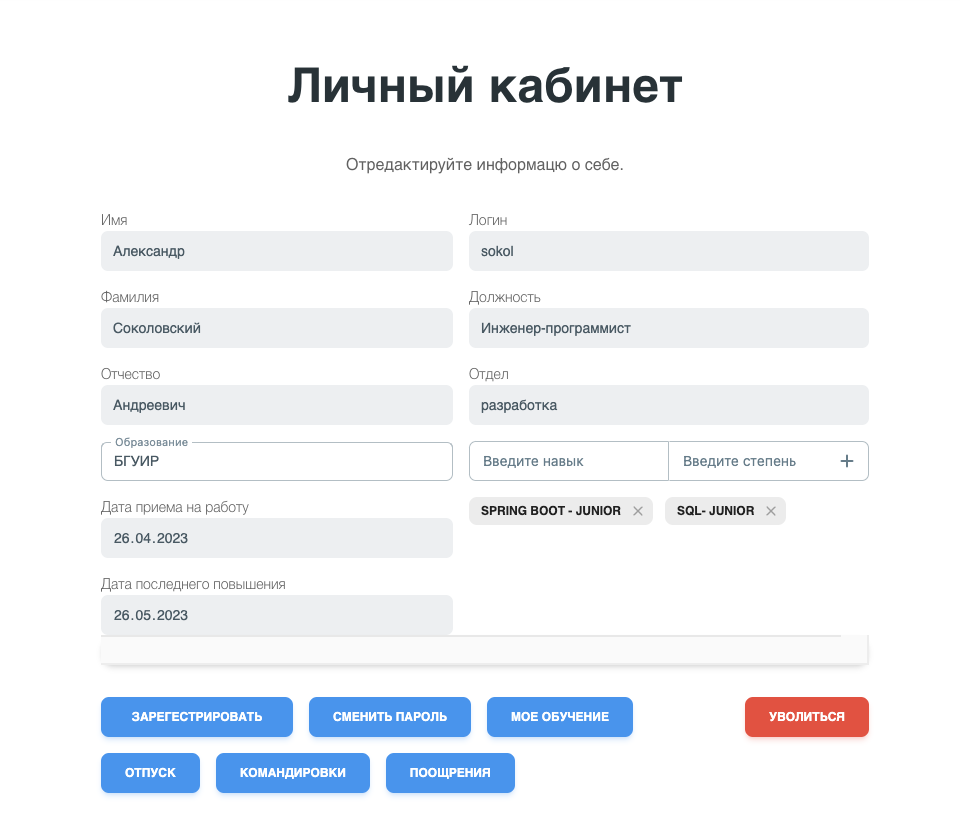 Личный кабинет
Отредактируйте информацю о себе.
Имя
Александр
Логин
sokol
Фамилия
Соколовский
Должность
Инженер-программист
Отчество
Андреевич
Отдел
разработка
Образование
БГУИР
Введите навык
Введите степень
SPRING BOOT - JUNIOR
SQL- JUNIOR
Дата приема на работу
26.04.2023
Дата последнего повышения
26.05.2023
ЗАРЕГЕСТРИРОВАТЬ
СМЕНИТЬ ПАРОЛЬ
МОЕ ОБУЧЕНИЕ
УВОЛИТЬСЯ
ОТПУСК
КОМАНДИРОВКИ
ПООЩРЕНИЯ